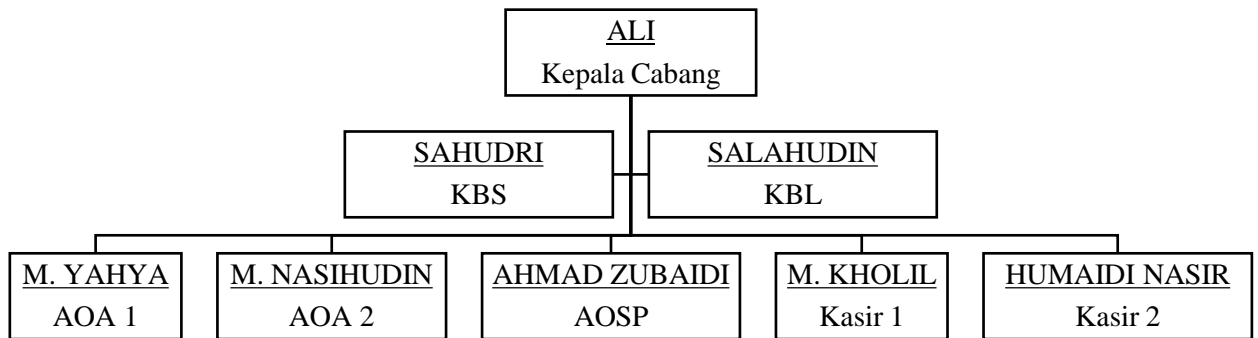 ALI
Kepala Cabang
SAHUDRI
KBS
SALAHUDIN
KBL
M. YAHYA
AOA 1
M. NASIHUDIN
AOA 2
AHMAD ZUBAIDI
AOSP
M. KHOLIL
Kasir 1
HUMAIDI NASIR
Kasir 2